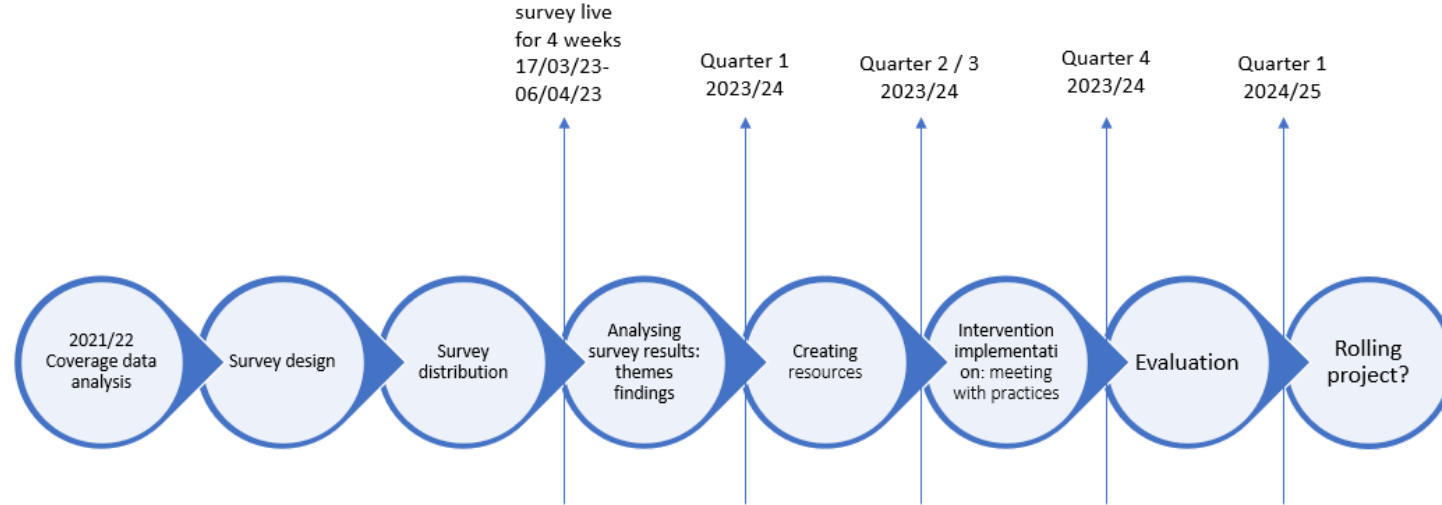 survey live
for 4 weeks
17/03/23-
06/04/23
Quarter 1
2023/24
Quarter 2 / 3
2023/24
Quarter 4
2023/24
Quarter 1
2024/25
2021/22
Coverage data
analysis
Survey design
Survey
distribution
Analysing
survey results:
themes
findings
Creating
resources
Intervention
implementati
on: meeting
with practices
Evaluation
Rolling
project?